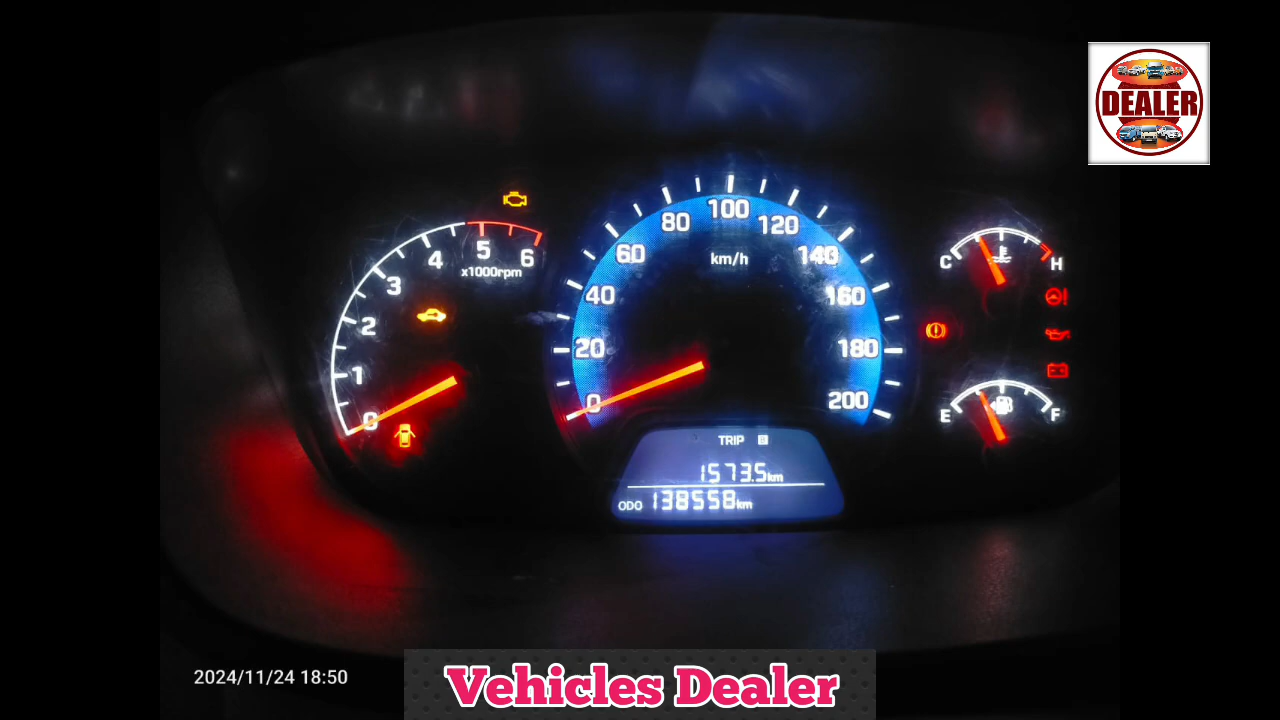 DEALER
80 100 120
60 km/h 140
40 160
20 180
0 200
4 5 6
x1000rpm
3
2
1
0
C H
E F
TRIP B
1573.5km
ODO 138558km
2024/11/24 18:50
Vehicles Dealer